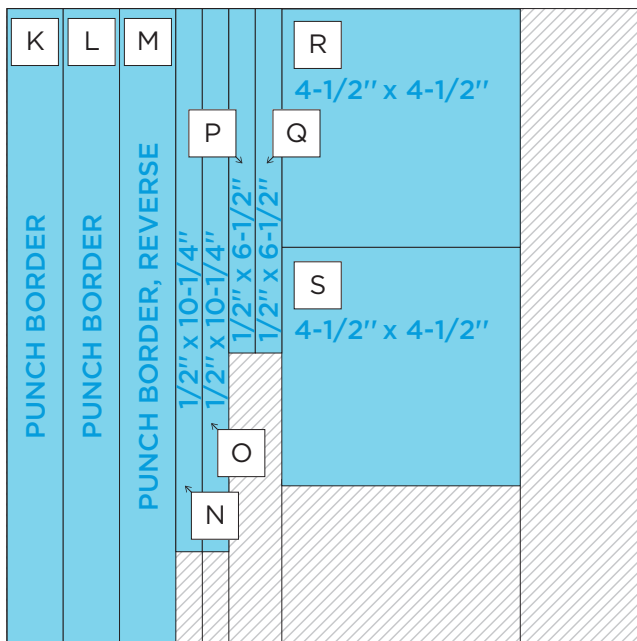 K
L
M
R
4-1/2" x 4-1/2"
P
Q
PUNCH BORDER
PUNCH BORDER
PUNCH BORDER, REVERSE
1/2" x 10-1/4"
1/2" x 10-1/4"
1/2" x 6-1/2"
1/2" x 6-1/2"
S
4-1/2" x 4-1/2"
O
N